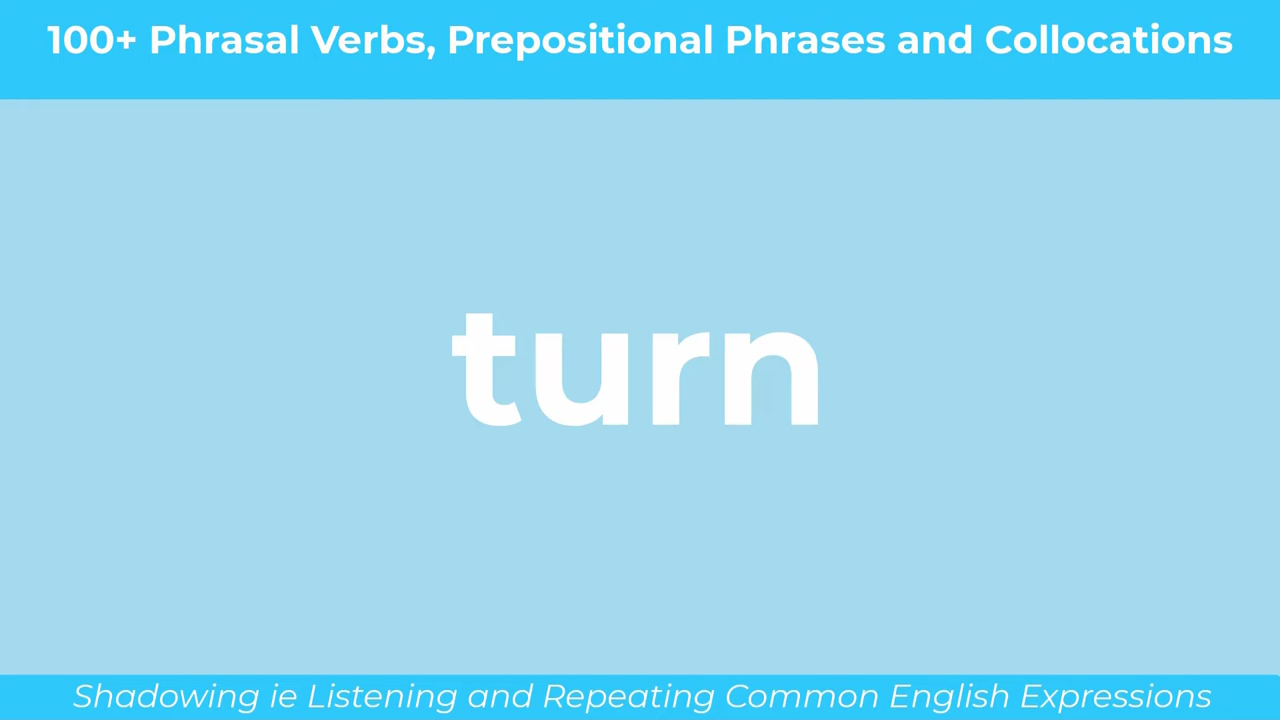 100+ Phrasal Verbs, Prepositional Phrases and Collocations
turn
Shadowing ie Listening and Repeating Common English Expressions